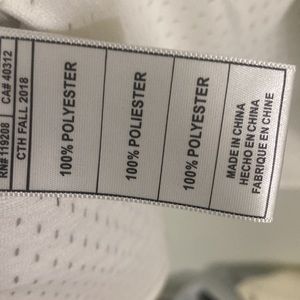 RN# 119208 CA# 40312
CTH FALL 2018
100% POLYESTER
100% POLIESTER
100% POLYESTER
MADE IN CHINA
HECHO EN CHINA
FABRIQUE EN CHINE